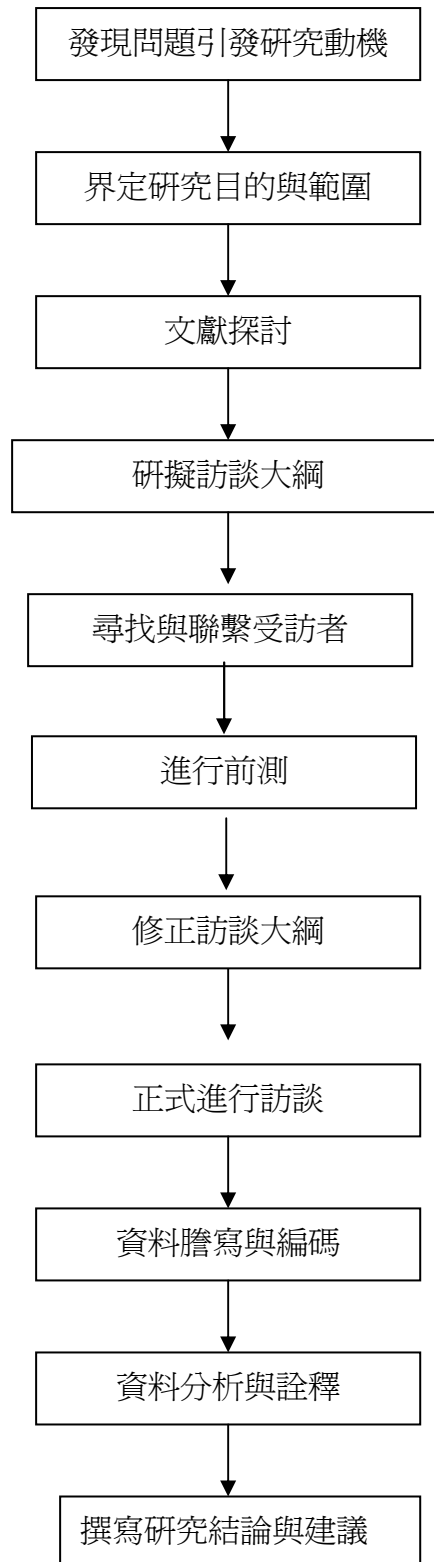 發現問題引發研究動機
界定研究目的與範圍
文獻探討
研擬訪談大綱
尋找與聯繫受訪者
進行前測
修正訪談大綱
正式進行訪談
資料謄寫與編碼
資料分析與詮釋
撰寫研究結論與建議